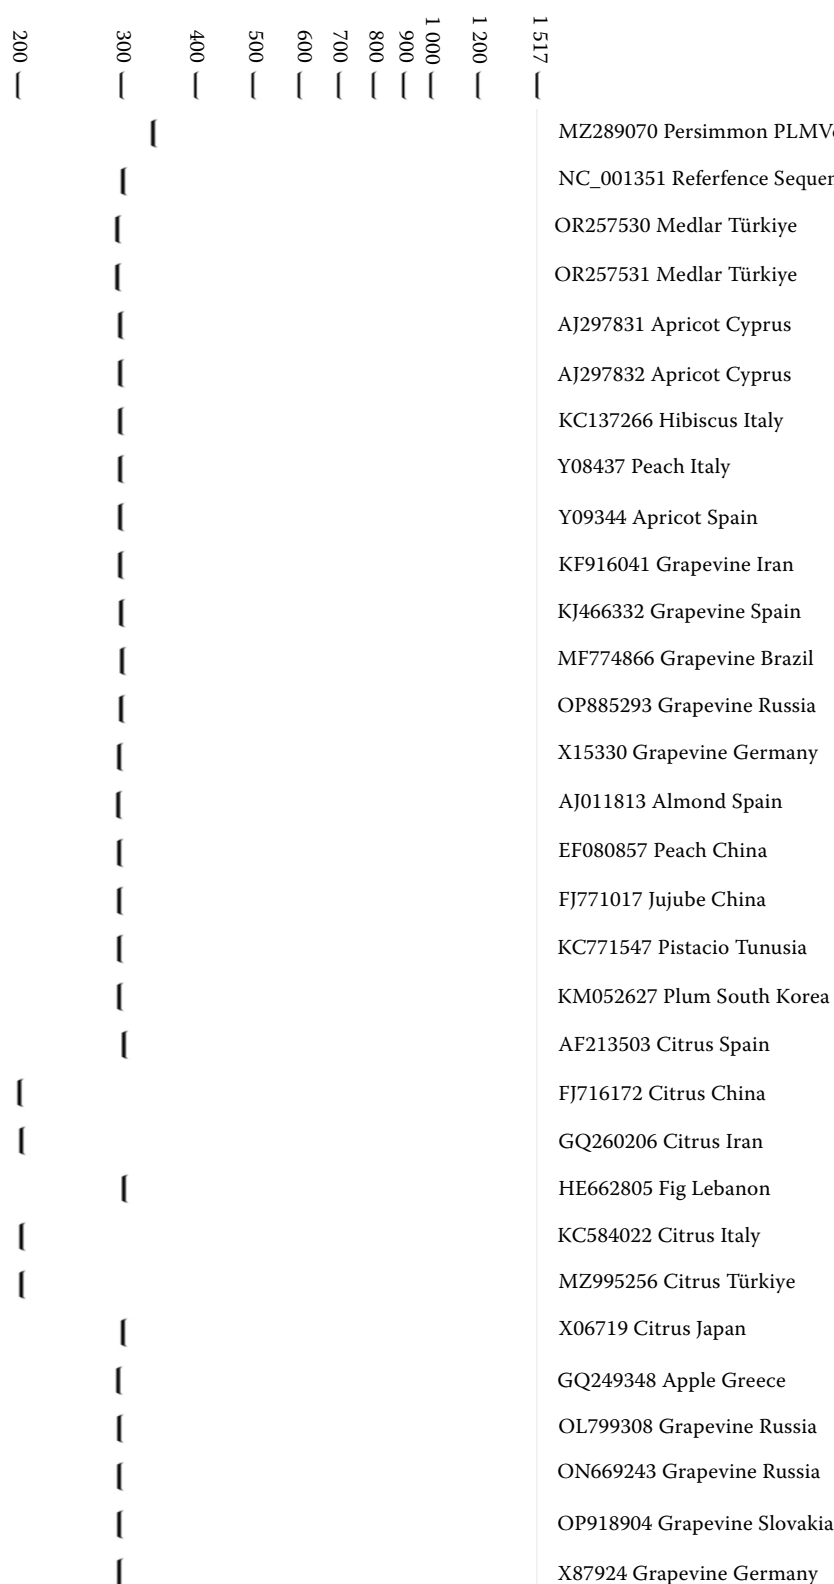 200
300
400
500
600
700
800
900
1 000
1 200
1 517
MZ289070 Persimmon
NC_001351 Referfence
OR257530 Medlar Türkiye
OR257531 Medlar Türkiye
AJ297831 Apricot Cyprus
AJ297832 Apricot Cyprus
KC137266 Hibiscus Italy
Y08437 Peach Italy
Y09344 Apricot Spain
KF916041 Grapevine Iran
KJ466332 Grapevine Spain
MF774866 Grapevine Brazil
OP885293 Grapevine Russia
X15330 Grapevine Germany
AJ011813 Almond Spain
EF080857 Peach China
FJ771017 Jujube China
KC771547 Pistacio Tunusia
KM052627 Plum South Korea
AF213503 Citrus Spain
FJ716172 Citrus China
GQ260206 Citrus Iran
HE662805 Fig Lebanon
KC584022 Citrus Italy
MZ995256 Citrus Türkiye
X06719 Citrus Japan
GQ249348 Apple Greece
OL799308 Grapevine Russia
ON669243 Grapevine Russia
OP918904 Grapevine Slovakia
X87924 Grapevine Germany